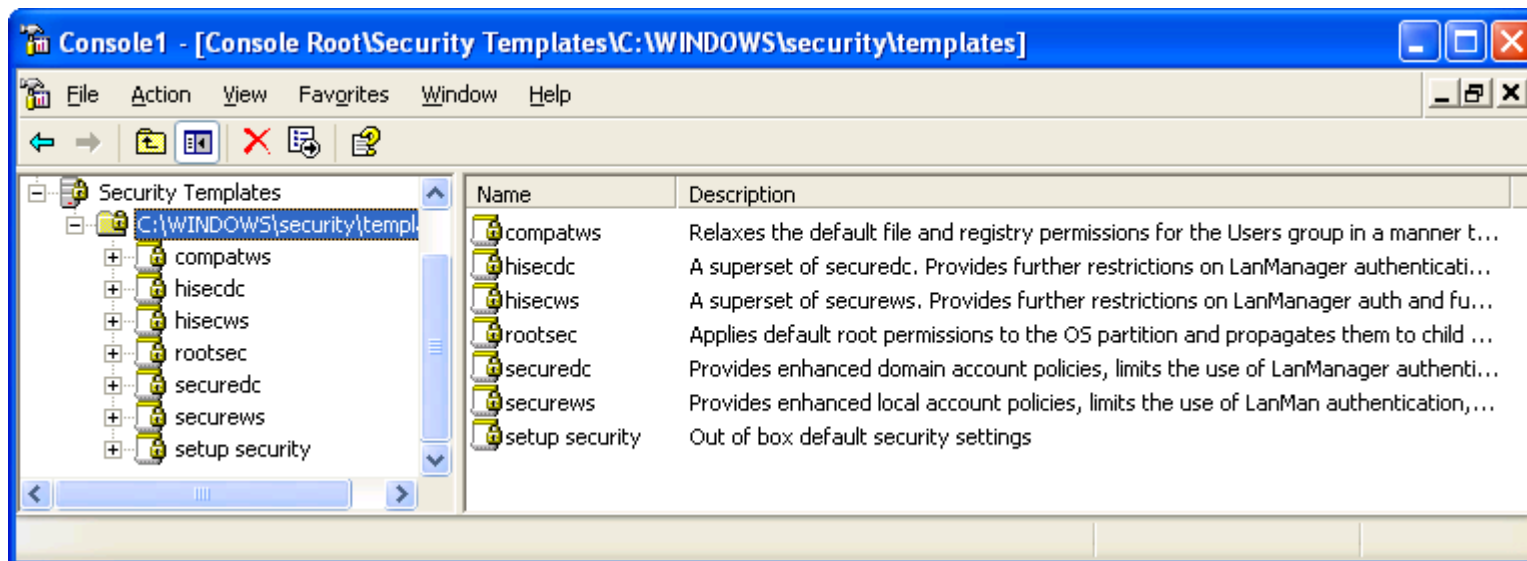 Console1 - [Console Root\Security Templates\C:\WINDOWS\security\templates]
File Action View Favorites Window Help
Security Templates
C:\WINDOWS\security\templ
compatws
hisecdc
hisecws
rootsec
securedc
securews
setup security
Name Description
compatws Relaxes the default file and registry permissions for the Users group in a manner t...
hisecdc A superset of securedc. Provides further restrictions on LanManager authenticati...
hisecws A superset of securews. Provides further restrictions on LanManager auth and fu...
rootsec Applies default root permissions to the OS partition and propagates them to child ...
securedc Provides enhanced domain account policies, limits the use of LanManager authenti...
securews Provides enhanced local account policies, limits the use of LanMan authentication,...
setup security Out of box default security settings